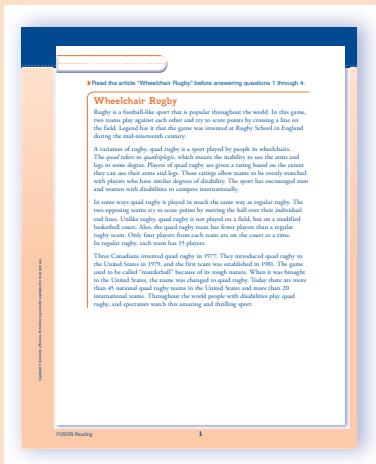 Read the article "Wheelchair Rugby" before answering questions 1 through 4.
Wheelchair Rugby
Rugby is a football-like sport that is popular throughout the world. In this game,
two teams play against each other and try to score points by crossing a line on
the field. Legend has it that the game was invented at Rugby School in England
during the mid-nineteenth century.
A variation of rugby, quad rugby is a sport played by people in wheelchairs.
The quad refers to quadriplegic, which means the inability to use the arms and
legs to some degree. Players of quad rugby are given a rating based on the extent
they can use their arms and legs. These ratings allow teams to be evenly matched
with players who have similar degrees of disability. The sport has encouraged men
and women with disabilities to compete internationally.
In some ways quad rugby is played in much the same way as regular rugby. The
two opposing teams try to score points by moving the ball over their individual
end lines. Unlike rugby, quad rugby is not played on a field, but on a modified
basketball court. Also, the quad rugby team has fewer players than a regular
rugby team. Only four players from each team are on the court at a time.
In regular rugby, each team has 15 players.
Three Canadians invented quad rugby in 1977. They introduced quad rugby to
the United States in 1979, and the first team was established in 1981. The game
used to be called "murderball" because of its rough nature. When it was brought
to the United States, the name was changed to quad rugby. Today there are more
than 45 national quad rugby teams in the United States and more than 20
international teams. Throughout the world people with disabilities play quad
rugby, and spectators watch this amazing and thrilling sport.
FUSION Reading
1